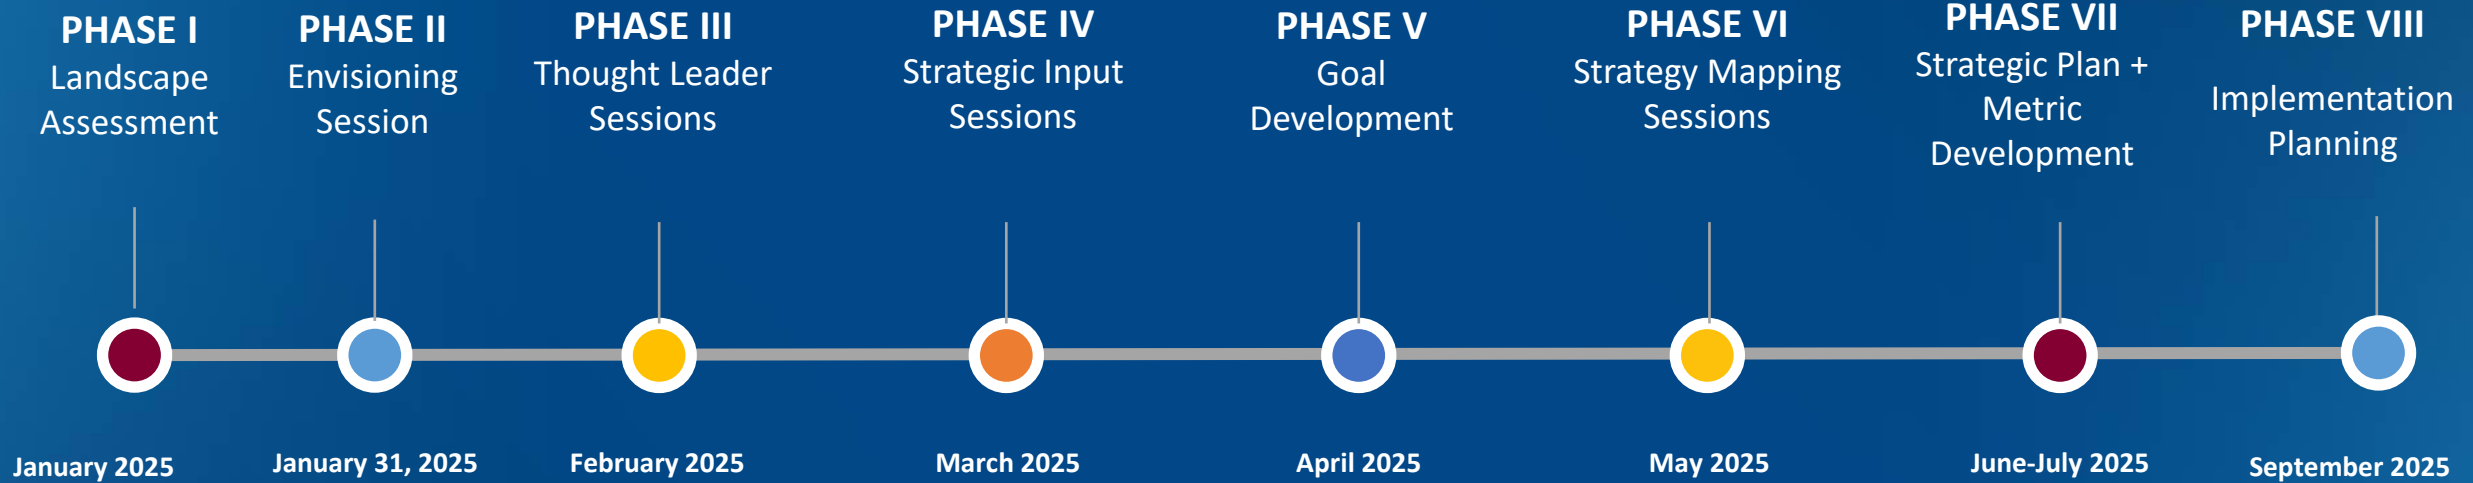 PHASE I
Landscape
Assessment
PHASE II
Envisioning
Session
PHASE III
Thought Leader
Sessions
PHASE IV
Strategic Input
Sessions
PHASE V
Goal
Development
PHASE VI
Strategy Mapping
Sessions
PHASE VII
Strategic Plan +
Metric
Development
PHASE VIII
Implementation
Planning
January 2025
January 31, 2025
February 2025
March 2025
April 2025
May 2025
June-July 2025
September 2025